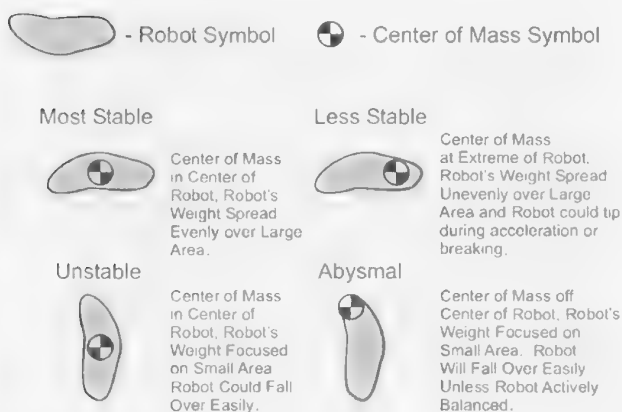 - Robot Symbol
- Center of Mass Symbol
Most Stable
Center of Mass
in Center of
Robot, Robot's
Weight Spread
Evenly over Large
Area.
Less Stable
Center of Mass
at Extreme of Robot.
Robot's Weight Spread
Unevenly over Large
Area and Robot could tip
during acceleration or
breaking.
Unstable
Center of Mass
in Center of
Robot, Robot's
Weight Focused
on Small Area
Robot Could Fall
Over Easily.
Abysmal
Center of Mass off
Center of Robot, Robot's
Weight Focused on
Small Area. Robot
Will Fall Over Easily
Unless Robot Actively
Balanced.